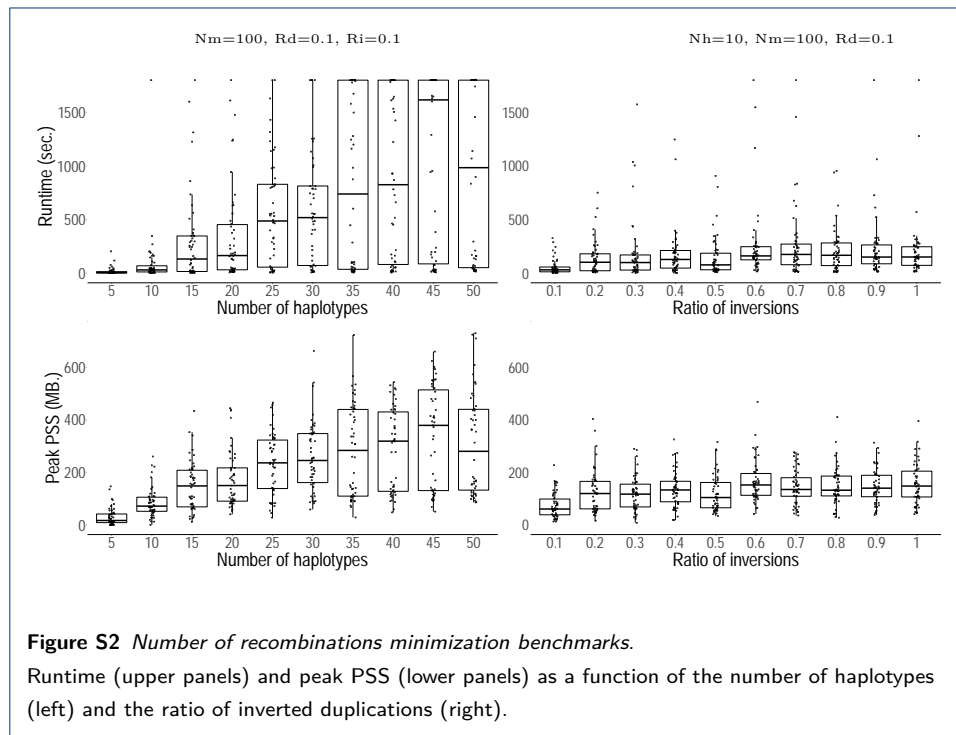 Nm=100, Rd=0.1, Ri=0.1
Nh=10, Nm=100, Rd=0.1
Runtime (sec.)
1500
1000
500
0
5 10 15 20 25 30 35 40 45 50
Number of haplotypes
1500
1000
500
0
0.1 0.2 0.3 0.4 0.5 0.6 0.7 0.8 0.9 1
Ratio of inversions
Peak PSS (MB.)
600
400
200
0
5 10 15 20 25 30 35 40 45 50
Number of haplotypes
600
400
200
0
0.1 0.2 0.3 0.4 0.5 0.6 0.7 0.8 0.9 1
Ratio of inversions
Figure S2 Number of recombinations minimization benchmarks.
Runtime (upper panels) and peak PSS (lower panels) as a function of the number of haplotypes
(left) and the ratio of inverted duplications (right).